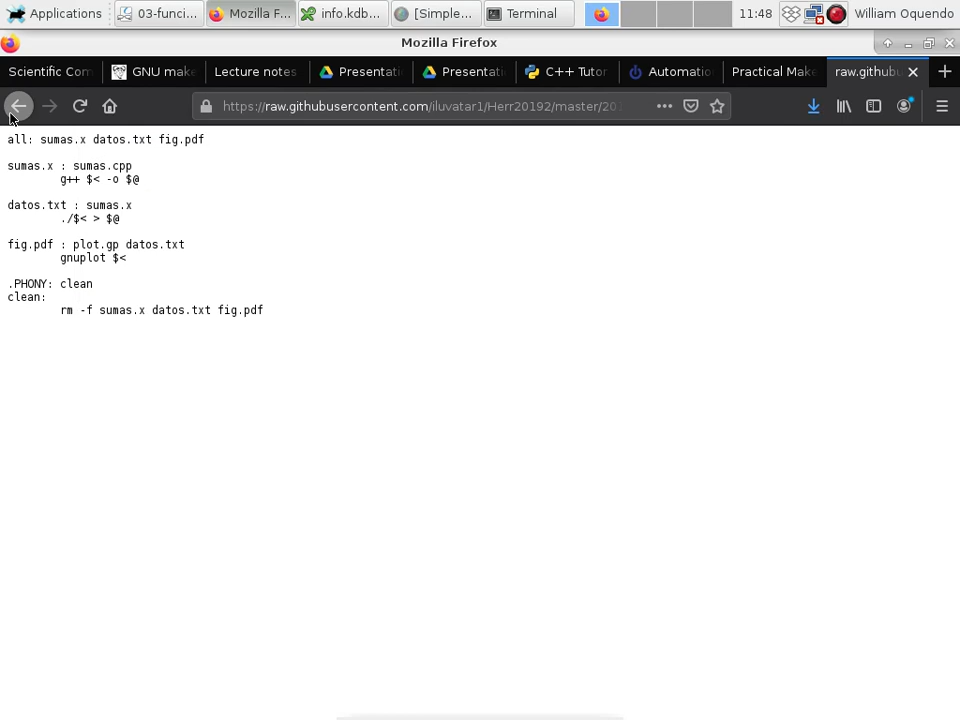 Applications 03-funci... Mozilla F... info.kdb... [Simple... Terminal 11:48 William Oquendo
Mozilla Firefox
Scientific Com GNU mak Lecture notes Presentati Presentati C++ Tutor Automatio Practical Make raw.githubu
https://raw.githubusercontent.com/iluvatar1/Herr20192/master/20
all: sumas.x datos.txt fig.pdf
sumas.x : sumas.cpp
g++ $< -o $@
datos.txt : sumas.x
./$< > $@
fig.pdf : plot.gp datos.txt
gnuplot $<
.PHONY: clean
clean:
rm -f sumas.x datos.txt fig.pdf